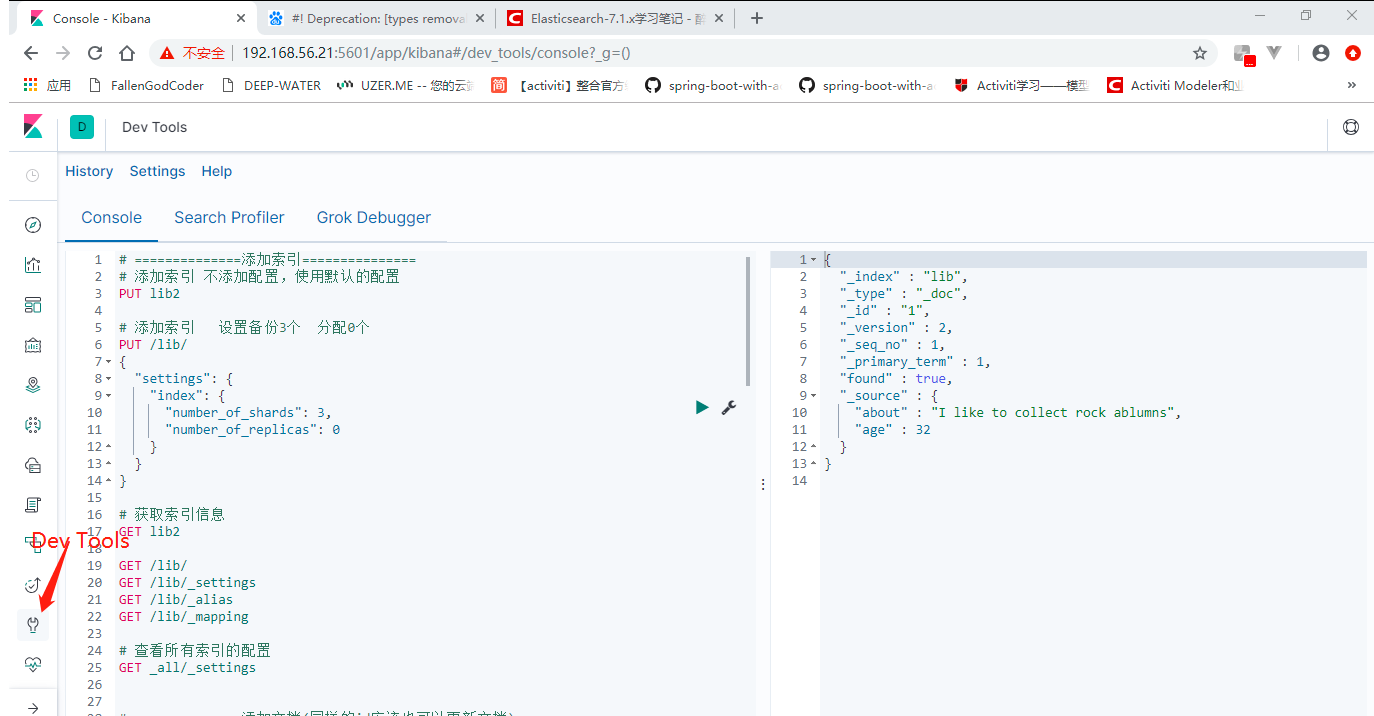 Console - Kibana
#! Deprecation: [types remova
Elasticsearch-7.1.x学习笔记 - 
不安全
192.168.56.21:5601/app/kibana#/dev_tools/console?_g=()
应用
FallenGodCoder
DEEP-WATER
UZER.ME -- 您的云
简
【activiti】整合官方
spring-boot-with-a
spring-boot-with-a
Activiti学习——模型
Activiti Modeler和
»
D
Dev Tools
History
Settings
Help
Console
Search Profiler
Grok Debugger
1 # ==============添加索引===============
2 # 添加索引 不添加配置，使用默认的配置
3 PUT lib2
4
5 # 添加索引   设置备份3个  分配0个
6 PUT /lib/
7 {
8 "settings": {
9 "index": {
10 "number_of_shards": 3,
11 "number_of_replicas": 0
12 }
13 }
14 }
15
16 # 获取索引信息
17 GET lib2
18
Dev Tools
19 GET /lib/
20 GET /lib/_settings
21 GET /lib/_alias
22 GET /lib/_mapping
23
24 # 查看所有索引的配置
25 GET _all/_settings
26
27
1 {
2 "_index" : "lib",
3 "_type" : "_doc",
4 "_id" : "1",
5 "_version" : 2,
6 "_seq_no" : 1,
7 "_primary_term" : 1,
8 "found" : true,
9 "_source" : {
10 "about" : "I like to collect rock ablumns",
11 "age" : 32
12 }
13 }
14